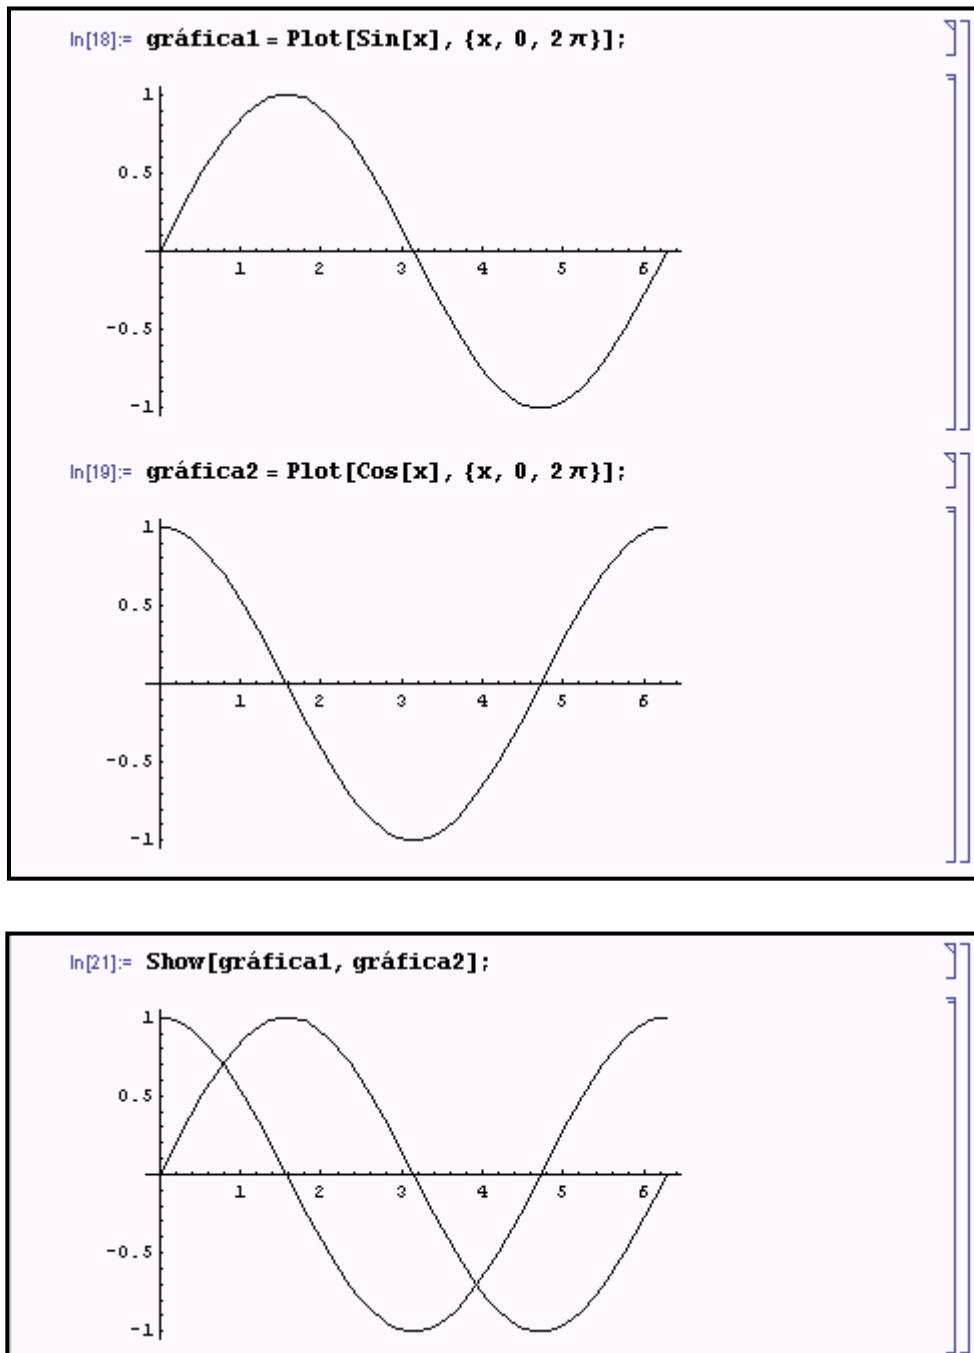 In[18]:= gráfica1 = Plot[Sin[x], {x, 0, 2 π}];
1
0.5
1 2 3 4 5 6
-0.5
-1
In[19]:= gráfica2 = Plot[Cos[x], {x, 0, 2 π}];
1
0.5
1 2 3 4 5 6
-0.5
-1
In[21]:= Show[gráfica1, gráfica2];
1
0.5
1 2 3 4 5 6
-0.5
-1